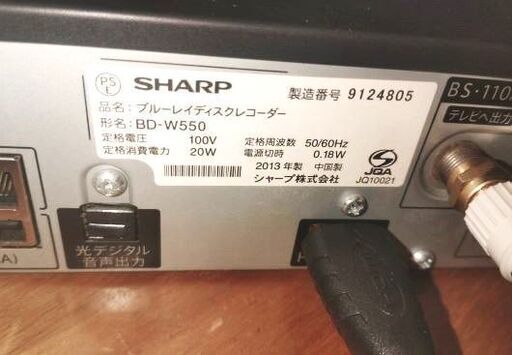 PS
E
SHARP
製造番号 9124805
品名: ブルーレイディスクレコーダー
形名: BD-W550
定格電圧 100V 定格周波数 50/60Hz
定格消費電力 20W 電源切時 0.18W
2013年製 中国製
シャープ株式会社
JQA
JQ10021
BS・110
テレビへ出力
光デジタル
音声出力
A)
H